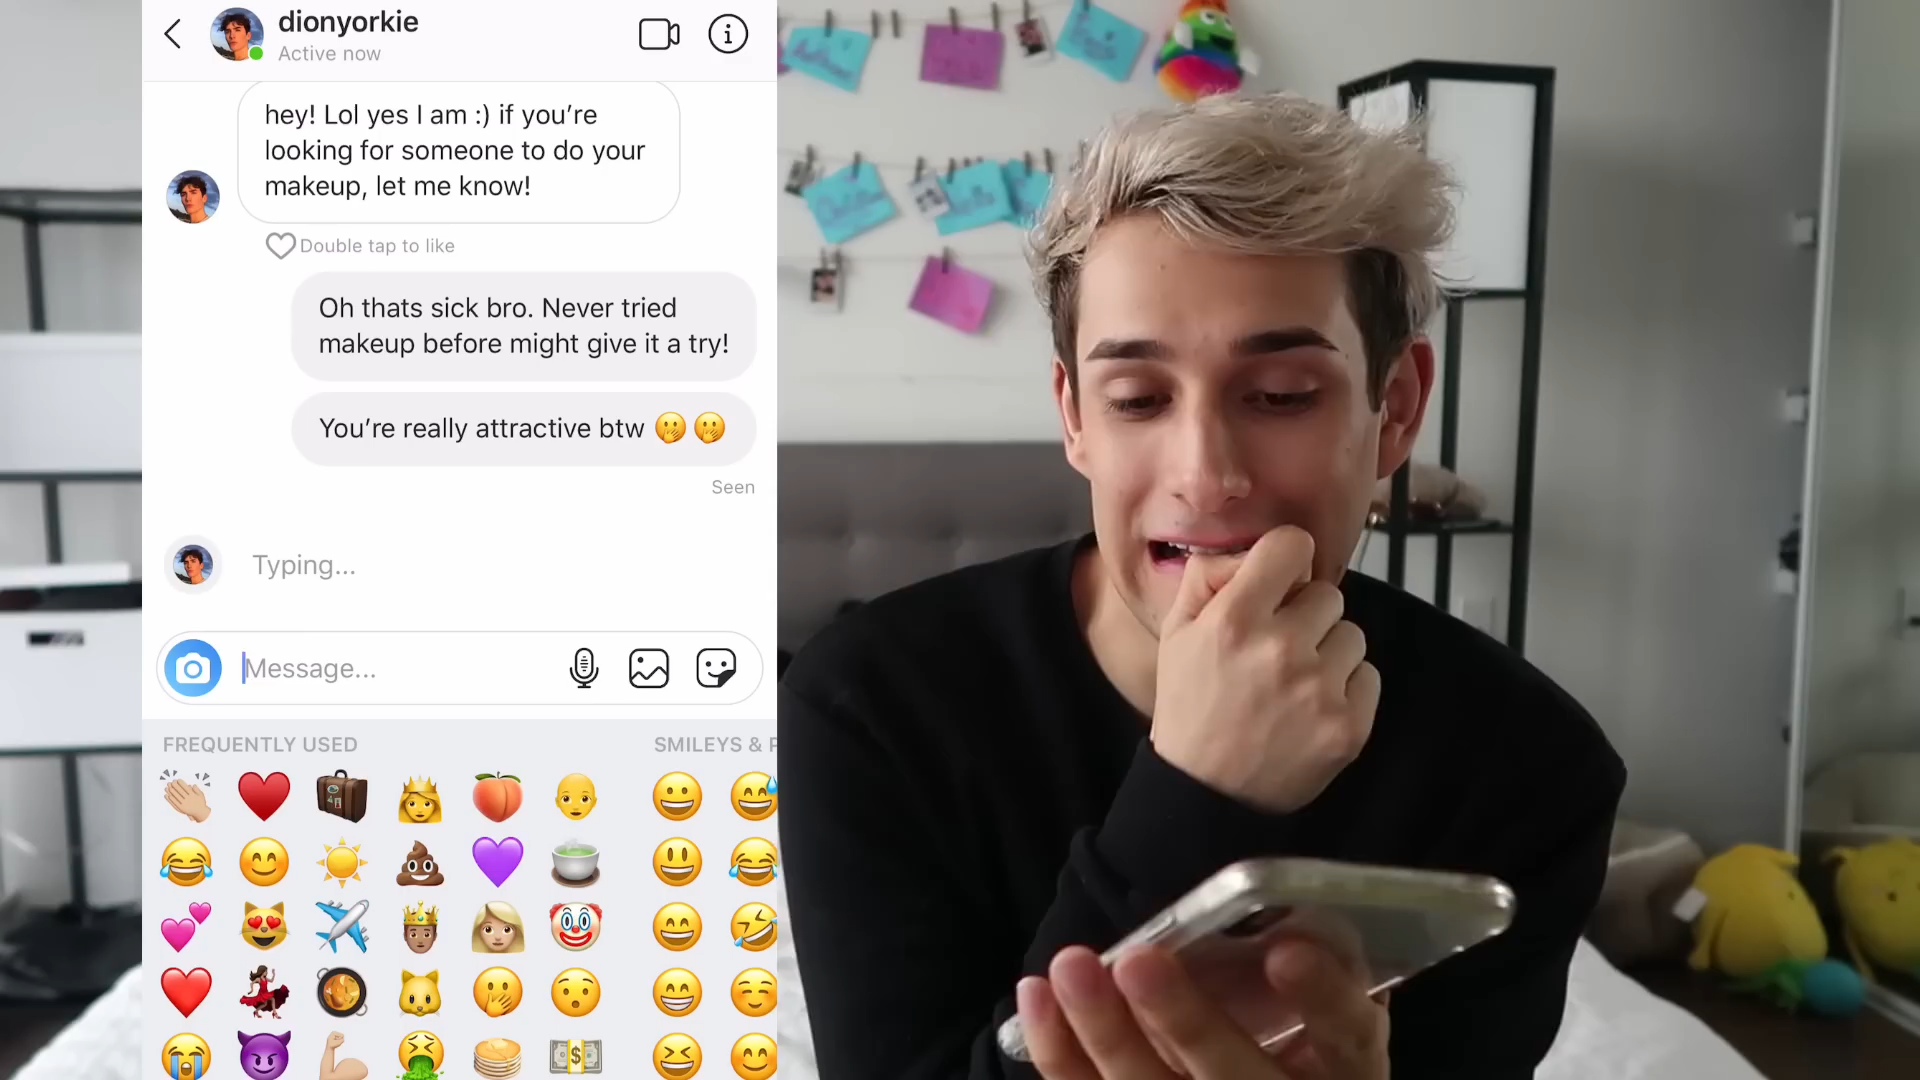 dionyorkie
Active now
hey! Lol yes I am :) if you’re
looking for someone to do your
makeup, let me know!
Double tap to like
Oh thats sick bro. Never tried
makeup before might give it a try!
You’re really attractive btw 🤭 🤭
Seen
Typing...
Message...
FREQUENTLY USED
SMILEYS & P